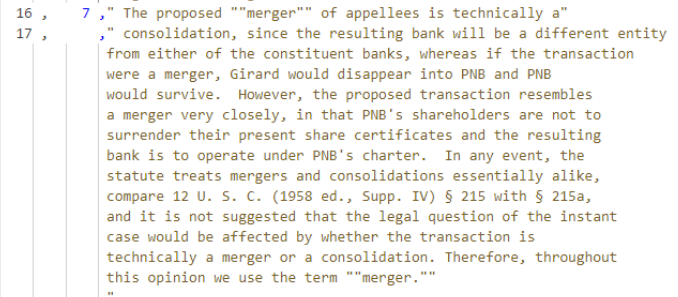 16 ,     7 ," The proposed ""merger"" of appellees is technically a"
17 ,       ," consolidation, since the resulting bank will be a different entity
from either of the constituent banks, whereas if the transaction
were a merger, Girard would disappear into PNB and PNB
would survive.  However, the proposed transaction resembles
a merger very closely, in that PNB's shareholders are not to
surrender their present share certificates and the resulting
bank is to operate under PNB's charter.  In any event, the
statute treats mergers and consolidations essentially alike,
compare 12 U. S. C. (1958 ed., Supp. IV) § 215 with § 215a,
and it is not suggested that the legal question of the instant
case would be affected by whether the transaction is
technically a merger or a consolidation. Therefore, throughout
this opinion we use the term ""merger.""
"